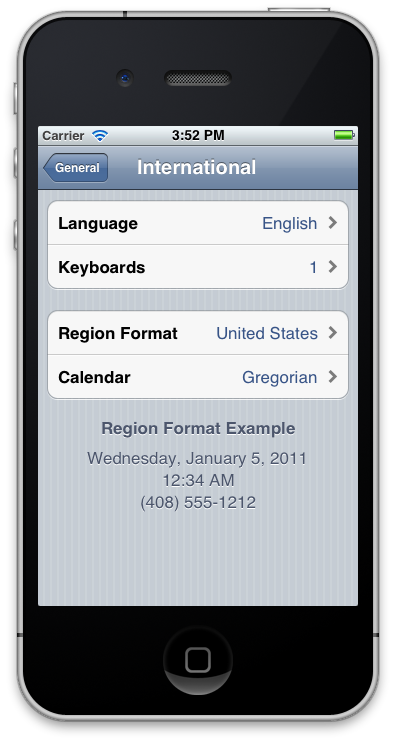 Carrier 3:52 PM
General International
Language English
Keyboards 1
Region Format United States
Calendar Gregorian
Region Format Example
Wednesday, January 5, 2011
12:34 AM
(408) 555-1212